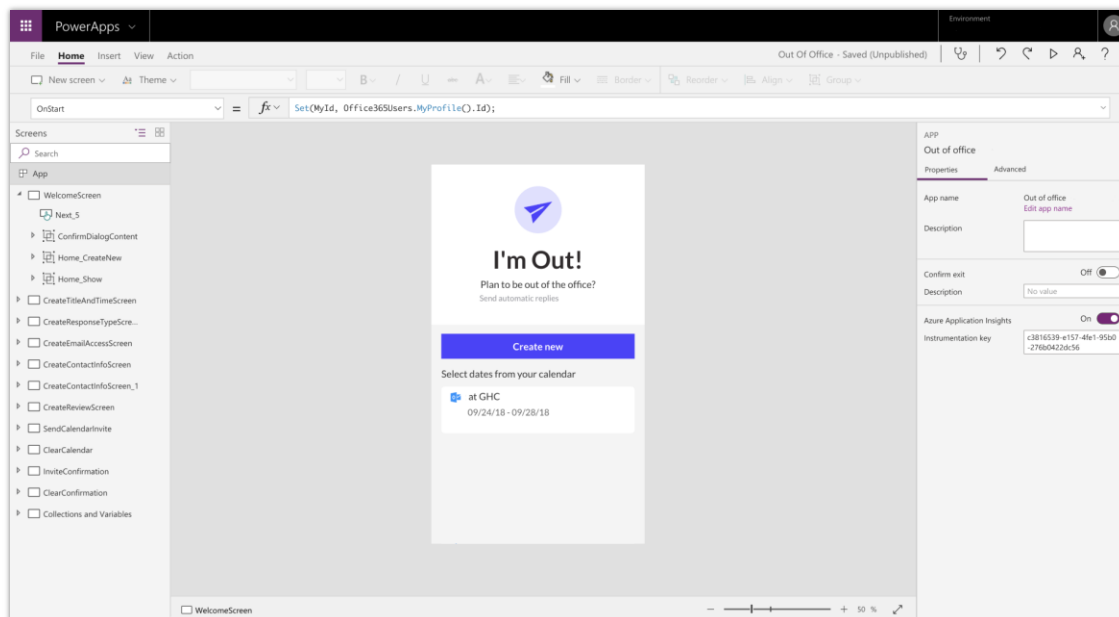 PowerApps
Environment
File Home Insert View Action
Out Of Office - Saved (Unpublished)
New screen Theme B / U abc A Fill Border Reorder Align Group
OnStart = fx Set(MyId, Office365Users.MyProfile().Id);
Screens
Search
App
WelcomeScreen
Next_5
ConfirmDialogContent
Home_CreateNew
Home_Show
CreateTitleAndTimeScreen
CreateResponseTypeScre...
CreateEmailAccessScreen
CreateContactInfoScreen
CreateContactInfoScreen_1
CreateReviewScreen
SendCalendarInvite
ClearCalendar
InviteConfirmation
ClearConfirmation
Collections and Variables
I'm Out!
Plan to be out of the office?
Send automatic replies
Create new
Select dates from your calendar
at GHC
09/24/18 - 09/28/18
WelcomeScreen
50 %
APP
Out of office
Properties Advanced
App name Out of office
Edit app name
Description
Confirm exit Off
Description No value
Azure Application Insights On
Instrumentation key c3816539-e157-4fe1-95b0
-276b0422dc56